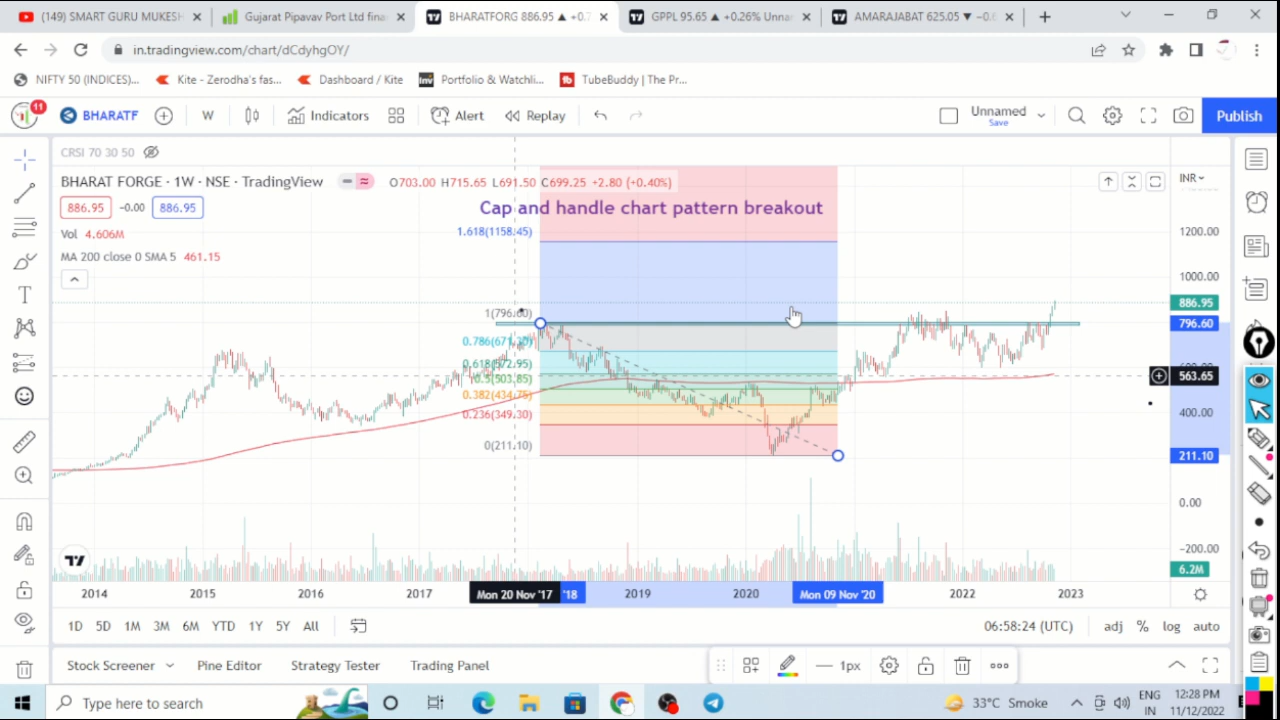 (149) SMART GURU MUKESH
Gujarat Pipavav Port Ltd fina
BHARATFORG 886.95 ▲ +0.7
GPPL 95.65 ▲ +0.26% Unna
AMARAJABAT 625.05 ▼
in.tradingview.com/chart/dCdyhgOY/
NIFTY 50 (INDICES)...
Kite - Zerodha's fas...
Dashboard / Kite
Inv
Portfolio & Watchli...
TubeBuddy | The Pr...
11
BHARATF
W
Indicators
Alert
Replay
Unnamed
Save
Publish
CRSI 70 30 50
BHARAT FORGE · 1W · NSE · TradingView
O703.00 H715.65 L691.50 C699.25 +2.80 (+0.40%)
INR
886.95
-0.00
886.95
Cap and handle chart pattern breakout
Vol 4.606M
1.618(1158.45)
1200.00
MA 200 close 0 SMA 5 461.15
1000.00
886.95
1(796.60)
796.60
0.786(671.30)
0.618(572.95)
0.5(503.85)
563.65
0.382(434.75)
400.00
0.236(349.30)
0(211.10)
211.10
0.00
−200.00
6.2M
2014
2015
2016
2017
Mon 20 Nov '17
'18
2019
2020
Mon 09 Nov '20
2022
2023
1D
5D
1M
3M
6M
YTD
1Y
5Y
All
06:58:24 (UTC)
adj
%
log
auto
Stock Screener
Pine Editor
Strategy Tester
Trading Panel
1px
Type here to search
33°C Smoke
ENG
IN
12:28 PM
11/12/2022